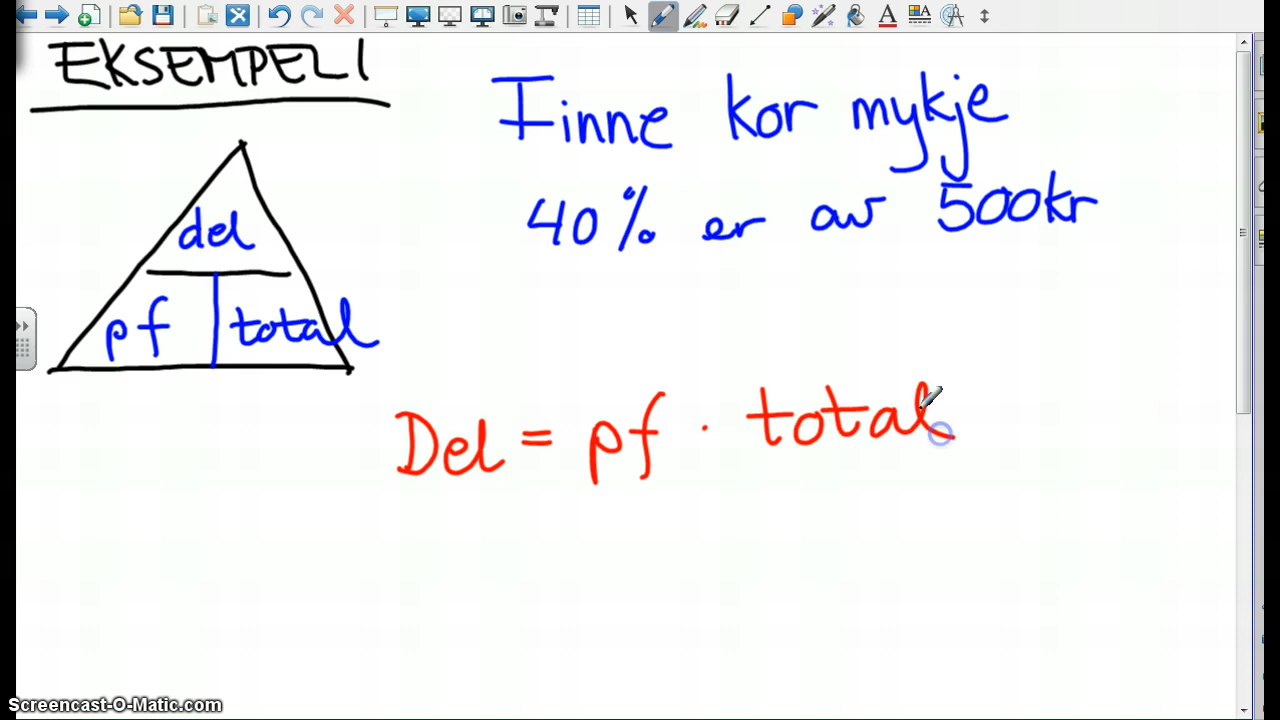 EKSEMPEL 1
Finne kor mykje
40% er av 500kr
del
pf total
Del = pf · total
Screencast-O-Matic.com